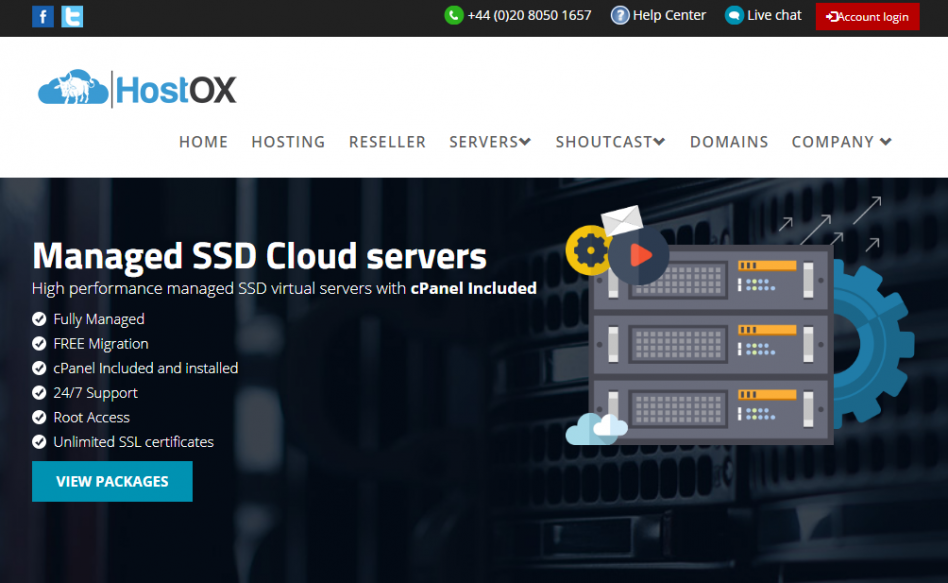 f t +44 (0)20 8050 1657 Help Center Live chat Account login
HostOX
HOME HOSTING RESELLER SERVERS SHOUTCAST DOMAINS COMPANY
Managed SSD Cloud servers
High performance managed SSD virtual servers with cPanel Included
Fully Managed
FREE Migration
cPanel Included and installed
24/7 Support
Root Access
Unlimited SSL certificates
VIEW PACKAGES